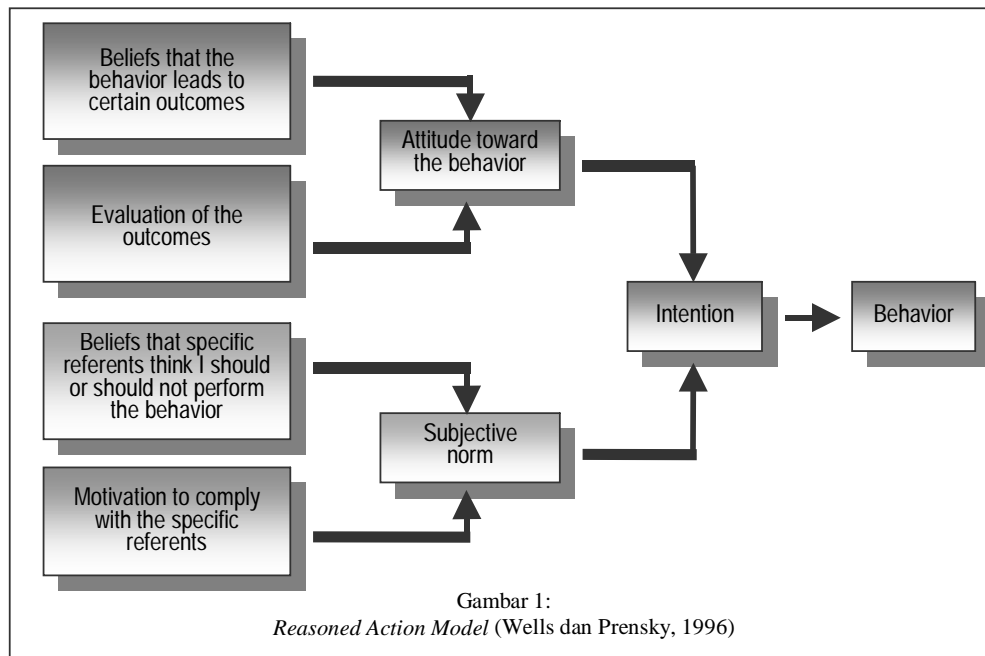 Beliefs that the
behavior leads to
certain outcomes
Attitude toward
the behavior
Evaluation of the
outcomes
Intention
Behavior
Beliefs that specific
referents think I should
or should not perform
the behavior
Subjective
norm
Motivation to comply
with the specific
referents
Gambar 1:
Reasoned Action Model (Wells dan Prensky, 1996)